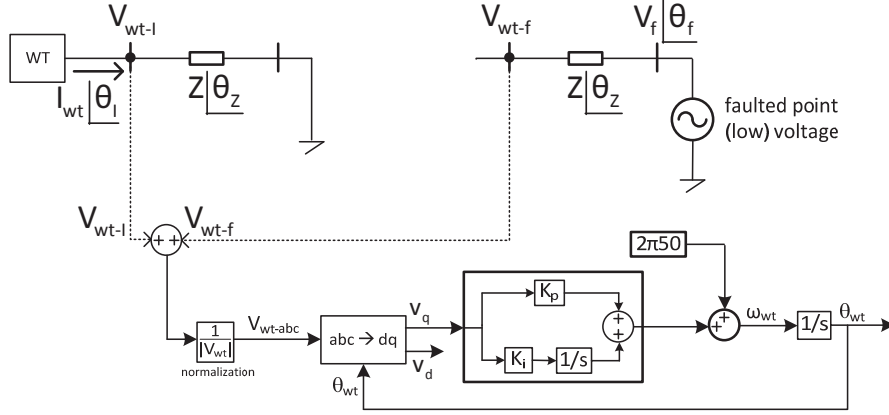 V_wt-I
V_wt-f
V_f|θ_f
WT
I_wt|θ_I
Z|θ_Z
Z|θ_Z
faulted point
(low) voltage
V_wt-I
V_wt-f
+ +
2π50
1
|V_wt|
normalization
V_wt-abc
abc → dq
v_q
v_d
θ_wt
K_p
K_i
1/s
+
+
+
+
ω_wt
1/s
θ_wt